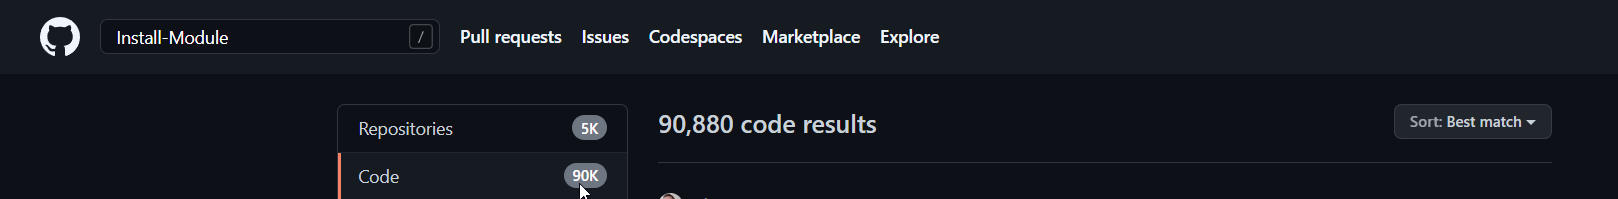 Install-Module / Pull requests Issues Codespaces Marketplace Explore
Repositories 5K
90,880 code results
Sort: Best match
Code 90K